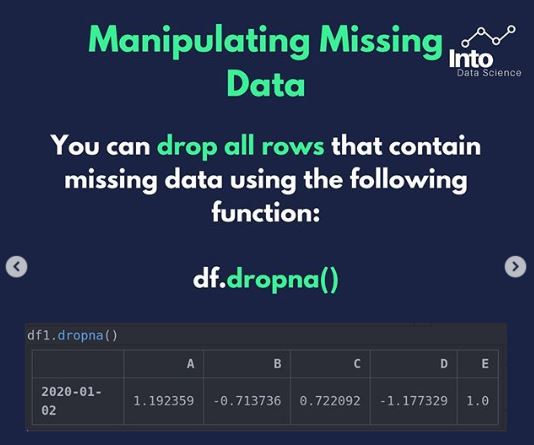 Manipulating Missing
Data
Into
Data Science
You can drop all rows that contain
missing data using the following
function:
df.dropna()
df1.dropna()
A B C D E
2020-01-
02 1.192359 -0.713736 0.722092 -1.177329 1.0